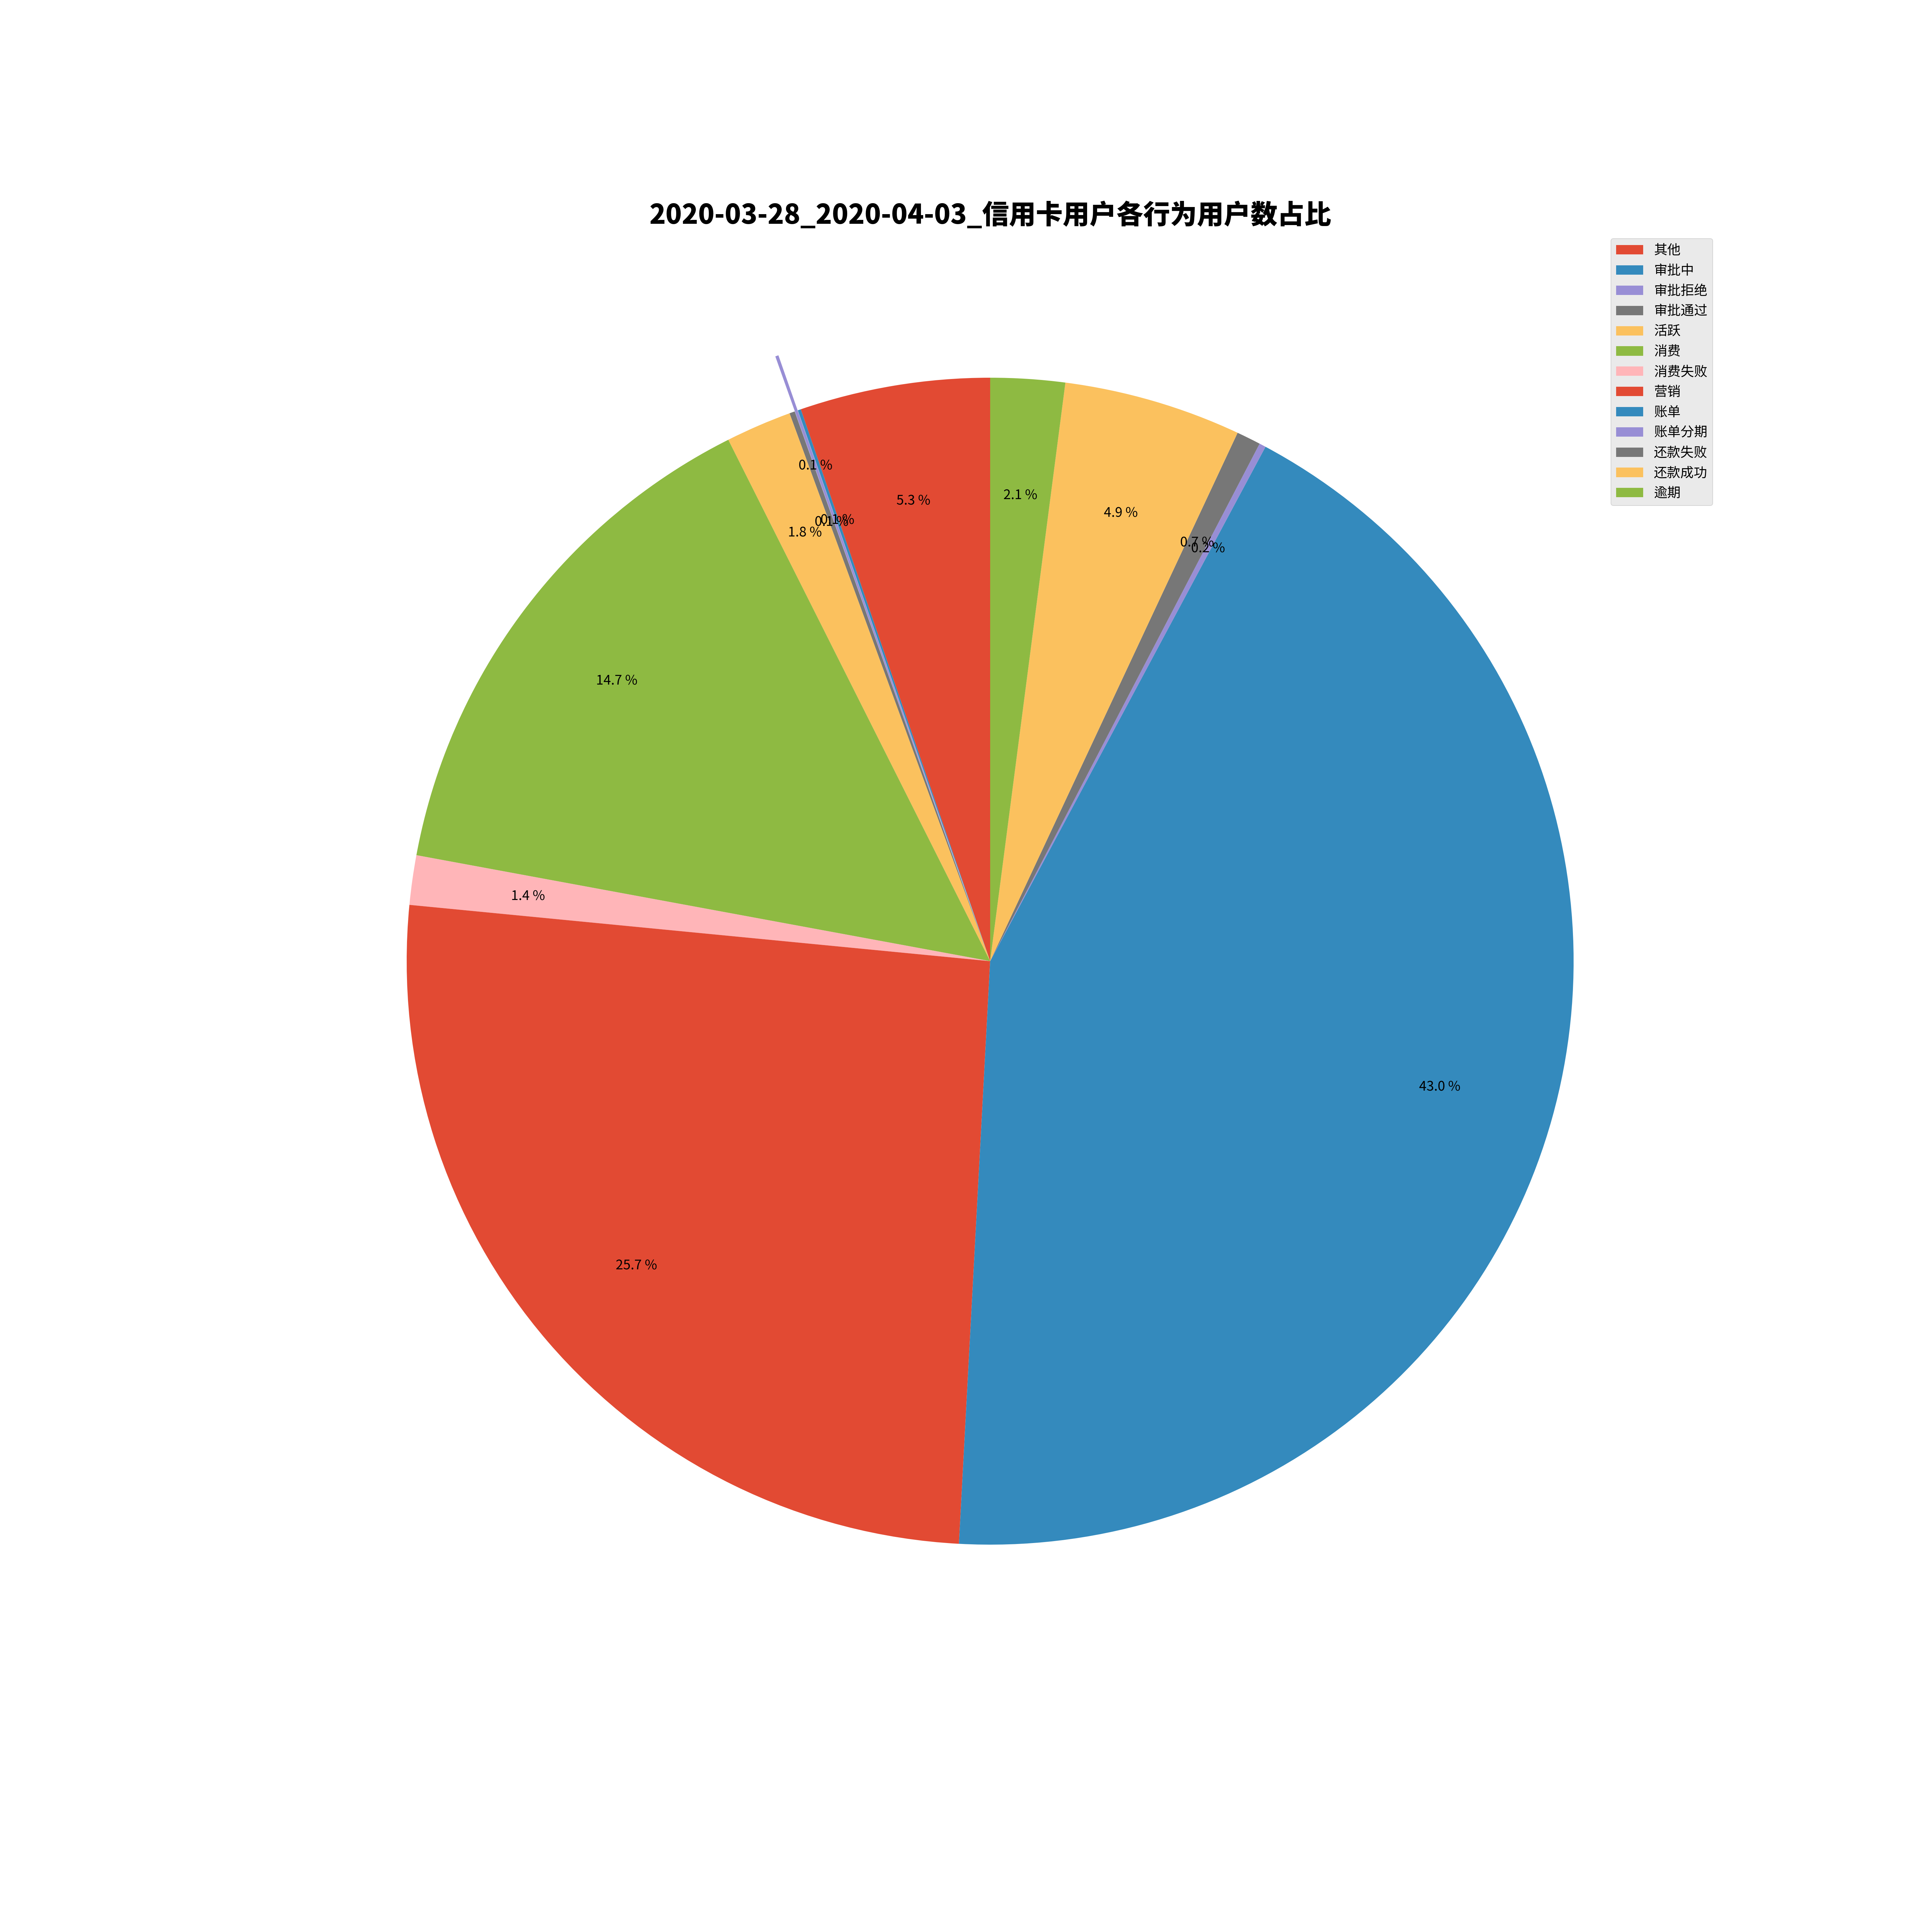 2020-03-28_2020-04-03_信用卡用户各行为用户数占比
其他
审批中
审批拒绝
审批通过
活跃
消费
消费失败
营销
账单
账单分期
还款失败
还款成功
逾期
0.1 %
5.3 %
2.1 %
4.9 %
0.1 %
0.1 %
1.8 %
0.7 %
0.2 %
14.7 %
1.4 %
43.0 %
25.7 %